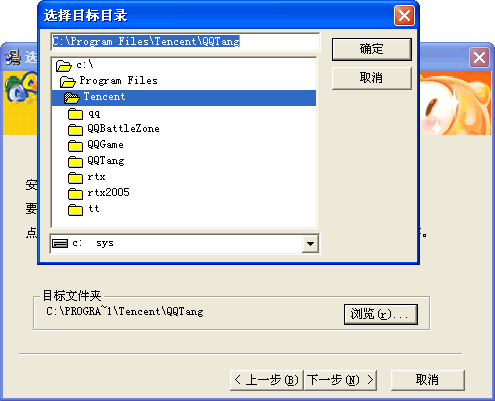 选择目标目录
C:\Program Files\Tencent\QQTang
确定
取消
c:\
Program Files
Tencent
qq
QQBattleZone
QQGame
QQTang
rtx
rtx2005
tt
c: sys
选
安
要
点
。
目标文件夹
C:\PROGRA~1\Tencent\QQTang
浏览(r)...
< 上一步(B)
下一步(N) >
取消